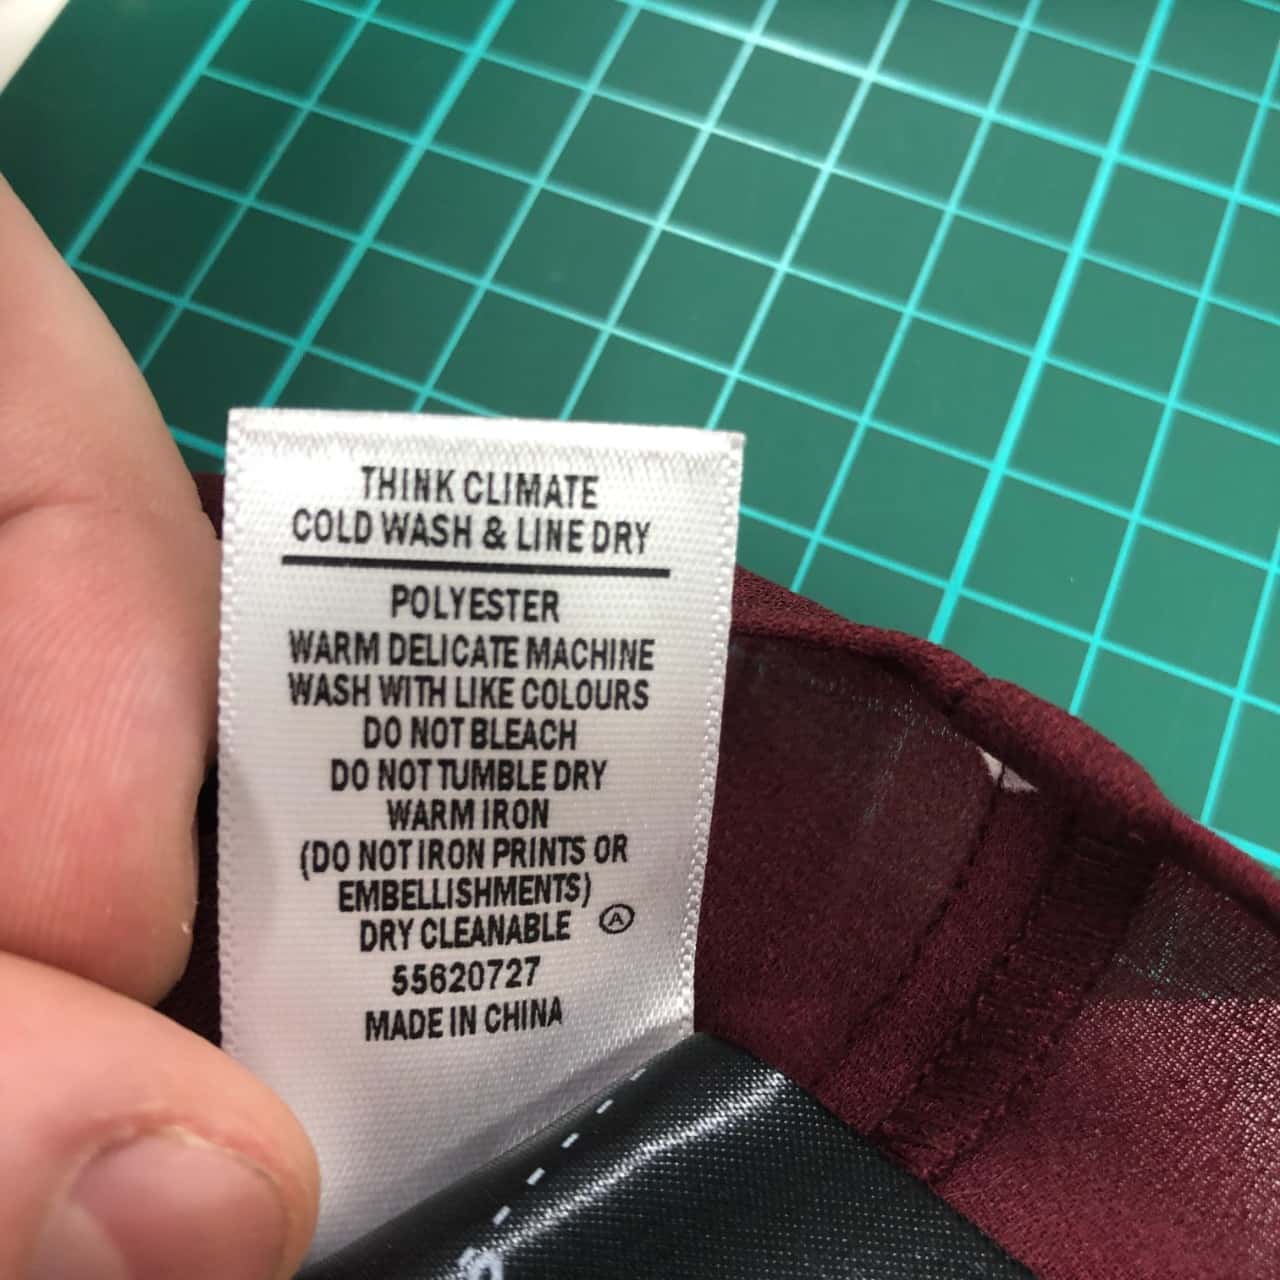 THINK CLIMATE
COLD WASH & LINE DRY
POLYESTER
WARM DELICATE MACHINE
WASH WITH LIKE COLOURS
DO NOT BLEACH
DO NOT TUMBLE DRY
WARM IRON
(DO NOT IRON PRINTS OR
EMBELLISHMENTS)
DRY CLEANABLE Ⓐ
55620727
MADE IN CHINA